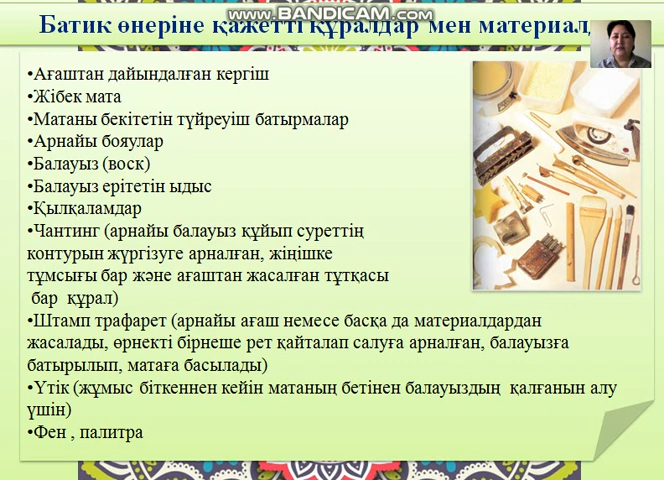 www.BANDICAM.com
Батик өнеріне қажетті құралдар мен материал
•Ағаштан дайындалған кергіш
•Жібек мата
•Матаны бекітетін түйреуіш батырмалар
•Арнайы бояулар
•Балауыз (воск)
•Балауыз ерітетін ыдыс
•Қылқаламдар
•Чантинг (арнайы балауыз құйып суреттің
контурын жүргізуге арналған, жіңішке
тұмсығы бар және ағаштан жасалған тұтқасы
бар құрал)
•Штамп трафарет (арнайы ағаш немесе басқа да материалдардан
жасалады, өрнекті бірнеше рет қайталап салуға арналған, балауызға
батырылып, матаға басылады)
•Үтік (жұмыс біткеннен кейін матаның бетінен балауыздың қалғанын алу
үшін)
•Фен , палитра